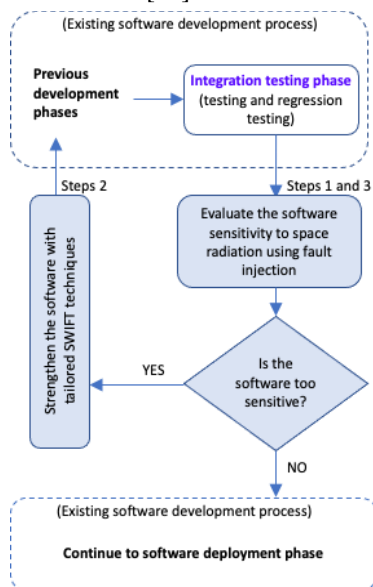 (Existing software development process)
Previous
development
phases
Integration testing phase
(testing and regression
testing)
Steps 2
Steps 1 and 3
Strengthen the software with
tailored SWIFT techniques
Evaluate the software
sensitivity to space
radiation using fault
injection
Is the
software too
sensitive?
YES
NO
(Existing software development process)
Continue to software deployment phase